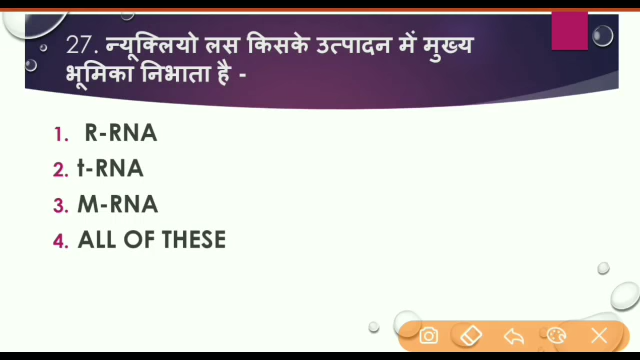 27. न्यूक्लियो लस किसके उत्पादन में मुख्य
भूमिका निभाता है -
1. R-RNA
2. t-RNA
3. M-RNA
4. ALL OF THESE